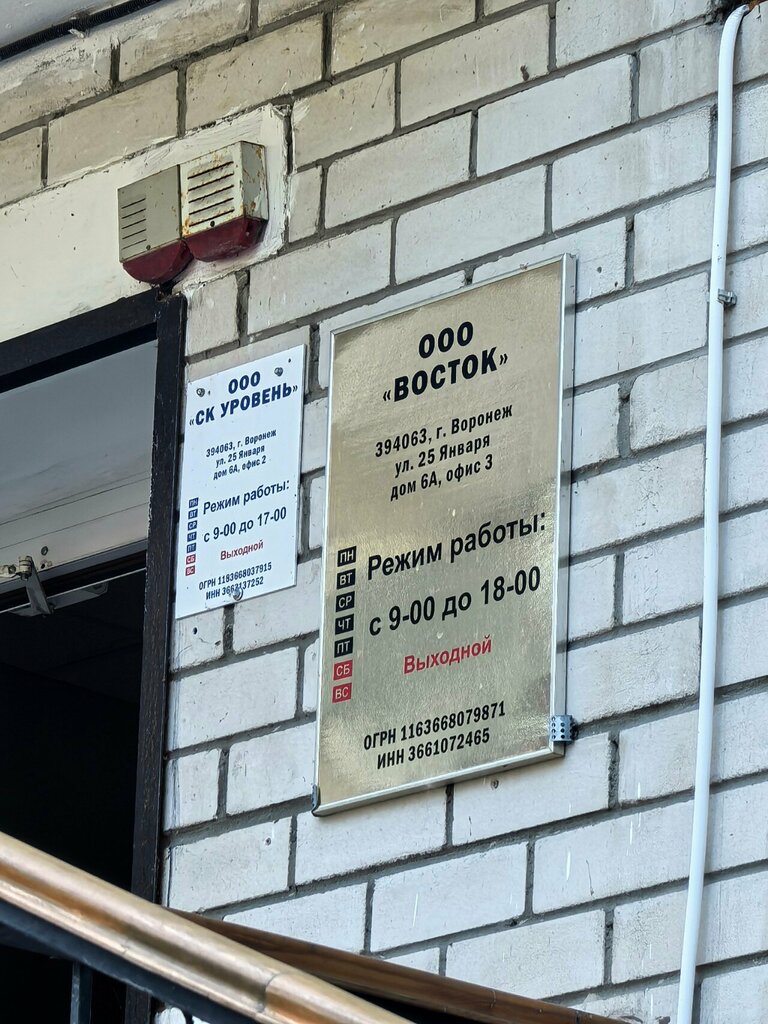 ООО
«СК УРОВЕНЬ»
394063, г. Воронеж
ул. 25 Января
дом 6А, офис 2
ПН
ВТ
СР
ЧТ
ПТ
СБ
ВС
Режим работы:
с 9-00 до 17-00
Выходной
ОГРН 1193668037915
ИНН 3662137252
ООО
«ВОСТОК»
394063, г. Воронеж
ул. 25 Января
дом 6А, офис 3
ПН
ВТ
СР
ЧТ
ПТ
СБ
ВС
Режим работы:
с 9-00 до 18-00
Выходной
ОГРН 1163668079871
ИНН 3661072465